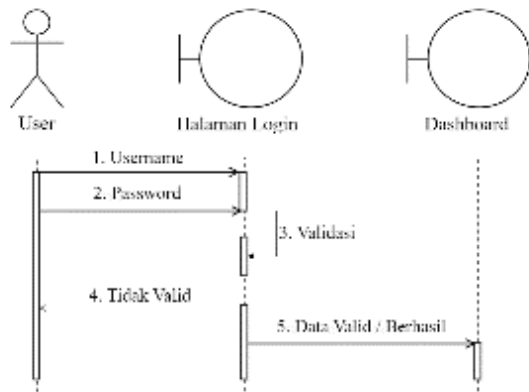 User
Halaman Login
Dashboard
1. Username
2. Password
3. Validasi
4. Tidak Valid
5. Data Valid / Berhasil